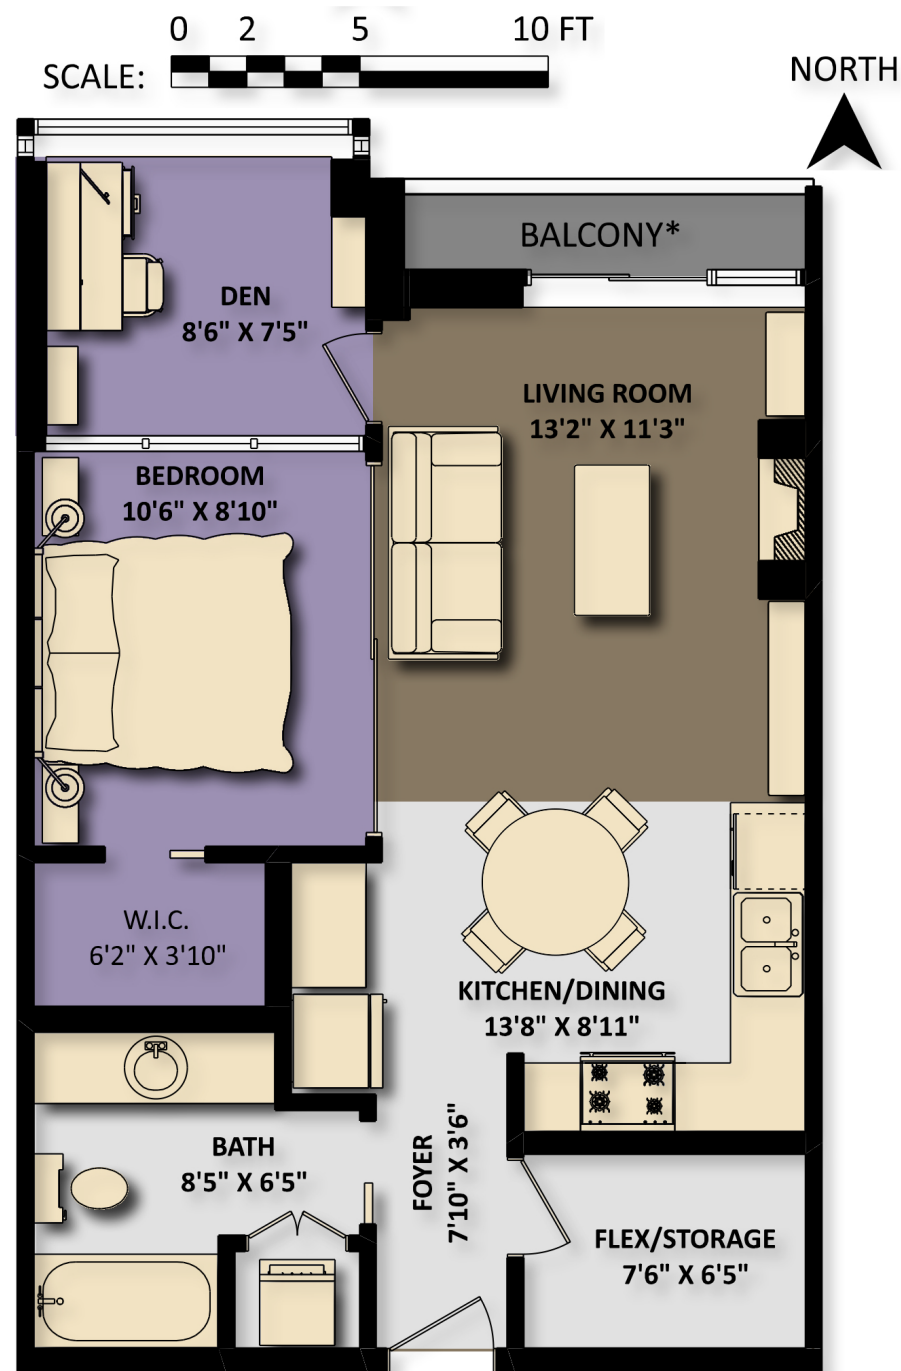 0 2 5 10 FT
SCALE:
NORTH
BALCONY*
DEN
8'6" X 7'5"
LIVING ROOM
13'2" X 11'3"
BEDROOM
10'6" X 8'10"
W.I.C.
6'2" X 3'10"
KITCHEN/DINING
13'8" X 8'11"
BATH
8'5" X 6'5"
FOYER
7'10" X 3'6"
FLEX/STORAGE
7'6" X 6'5"